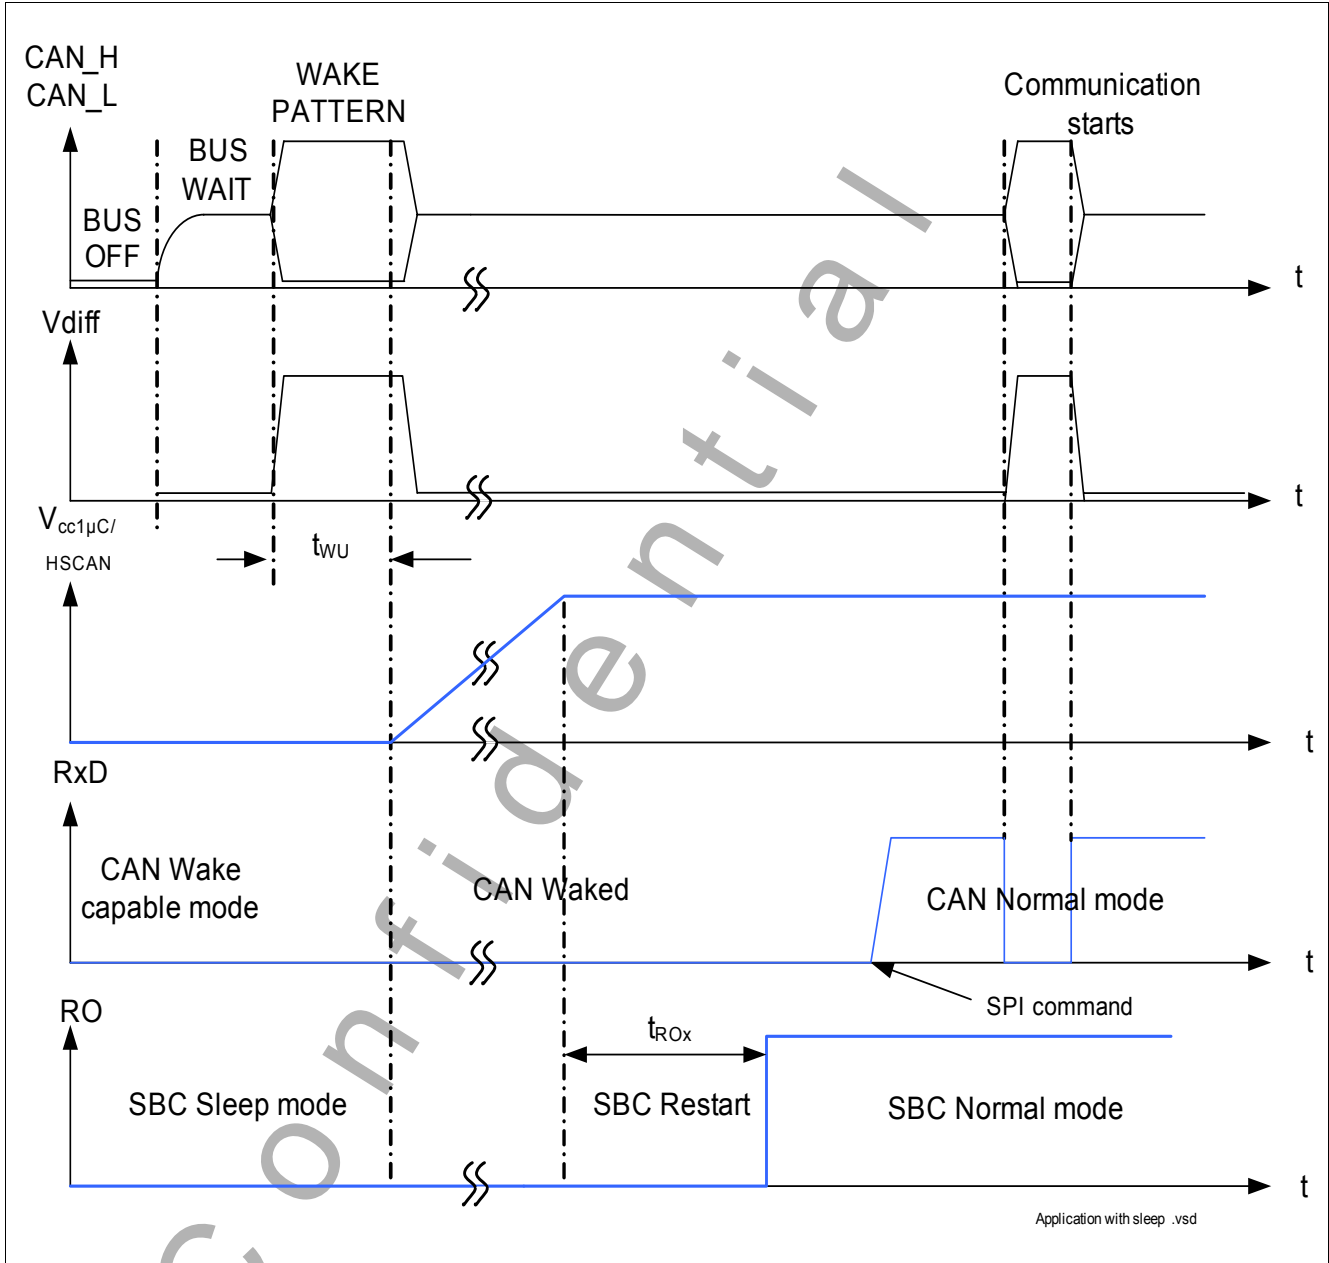 CAN_H
CAN_L
WAKE
PATTERN
Communication
starts
BUS
WAIT
BUS
OFF
t
Vdiff
t
Vcc1µC/
HSCAN
tWU
t
RxD
CAN Wake
capable mode
CAN Waked
CAN Normal mode
t
SPI command
RO
tROx
SBC Sleep mode
SBC Restart
SBC Normal mode
t
Application with sleep .vsd
Confidential